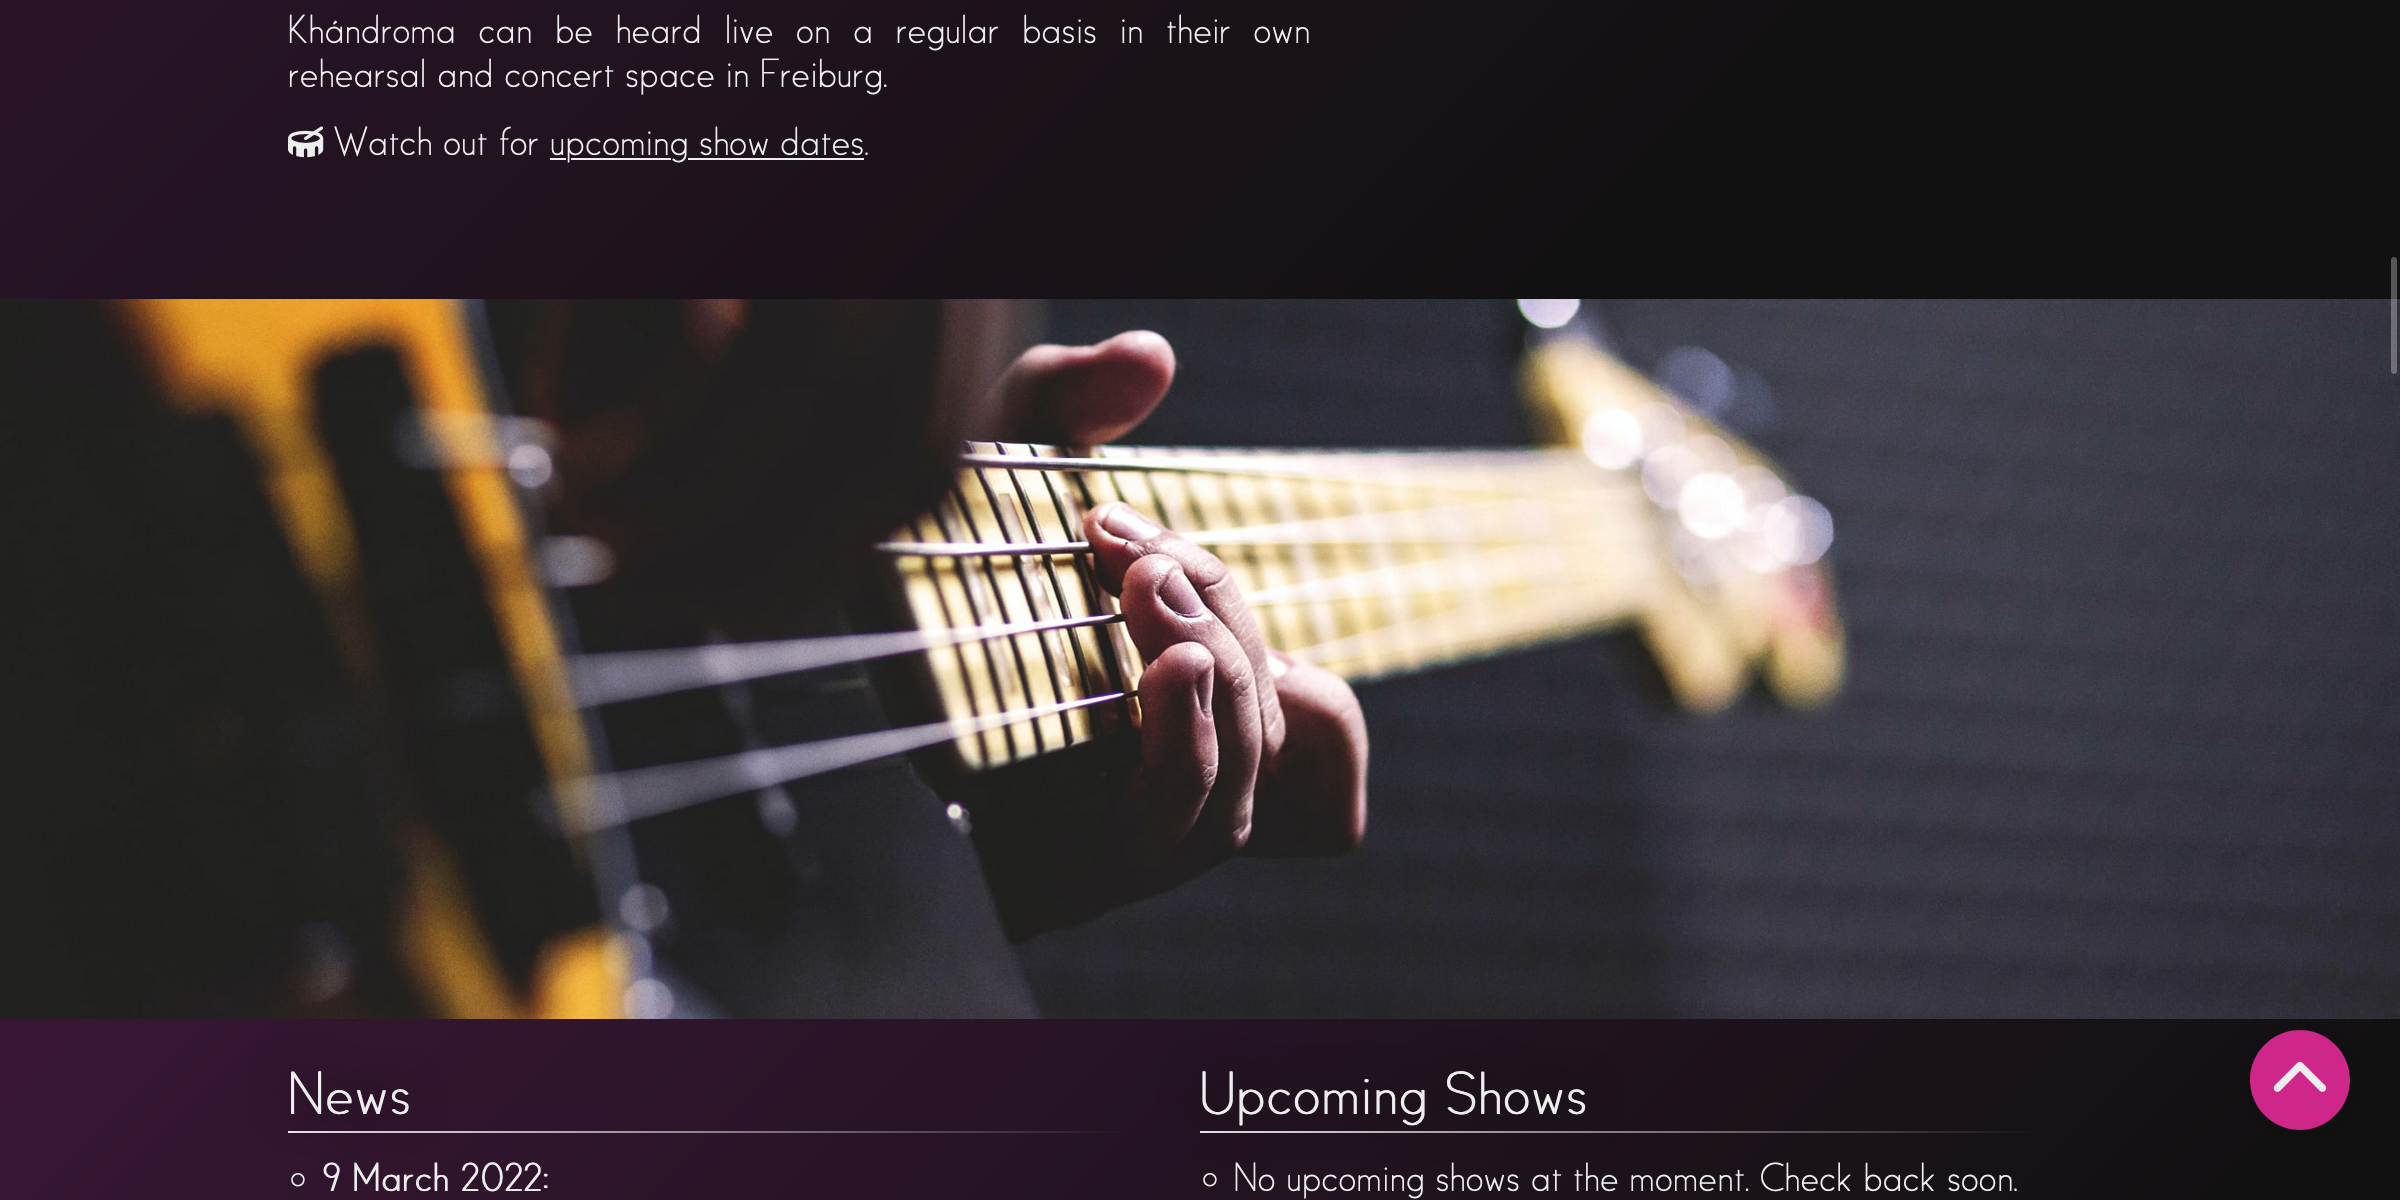 Khándroma can be heard live on a regular basis in their own
rehearsal and concert space in Freiburg.
Watch out for upcoming show dates.
News
9 March 2022:
Upcoming Shows
No upcoming shows at the moment. Check back soon.